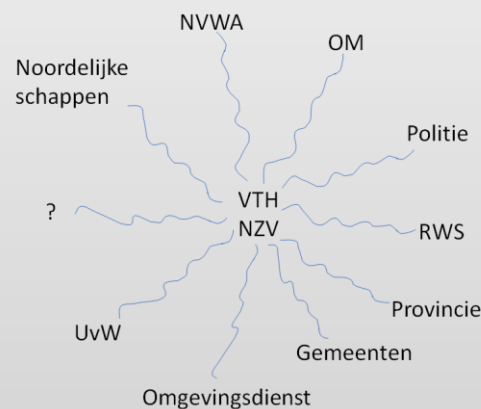 NVWA
OM
Noordelijke
schappen
Politie
?
VTH
NZV
RWS
Provincie
UvW
Gemeenten
Omgevingsdienst